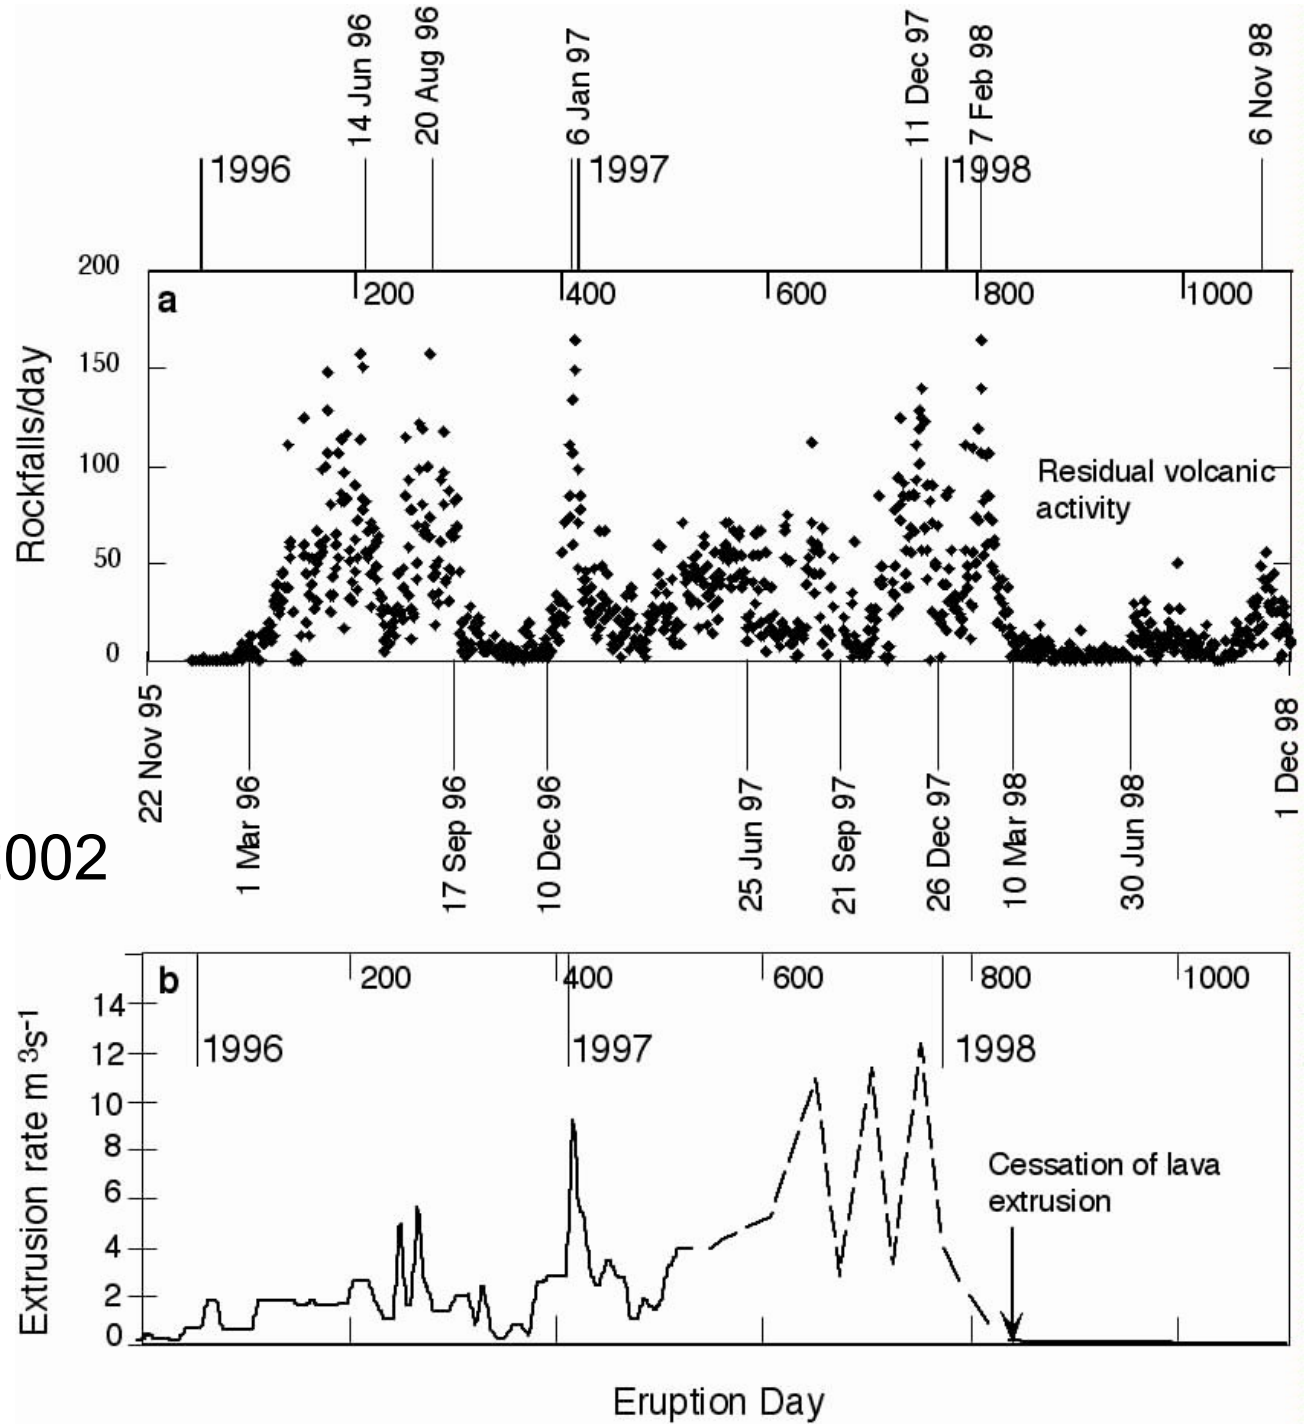 14 Jun 96
20 Aug 96
6 Jan 97
11 Dec 97
7 Feb 98
6 Nov 98
1996
1997
1998
200
a
200
400
600
800
1000
150
100
50
0
Rockfalls/day
Residual volcanic
activity
22 Nov 95
1 Mar 96
17 Sep 96
10 Dec 96
25 Jun 97
21 Sep 97
26 Dec 97
10 Mar 98
30 Jun 98
1 Dec 98
002
b
200
400
600
800
1000
1996
1997
1998
14
12
10
8
6
4
2
0
Extrusion rate m ³s⁻¹
Cessation of lava
extrusion
Eruption Day